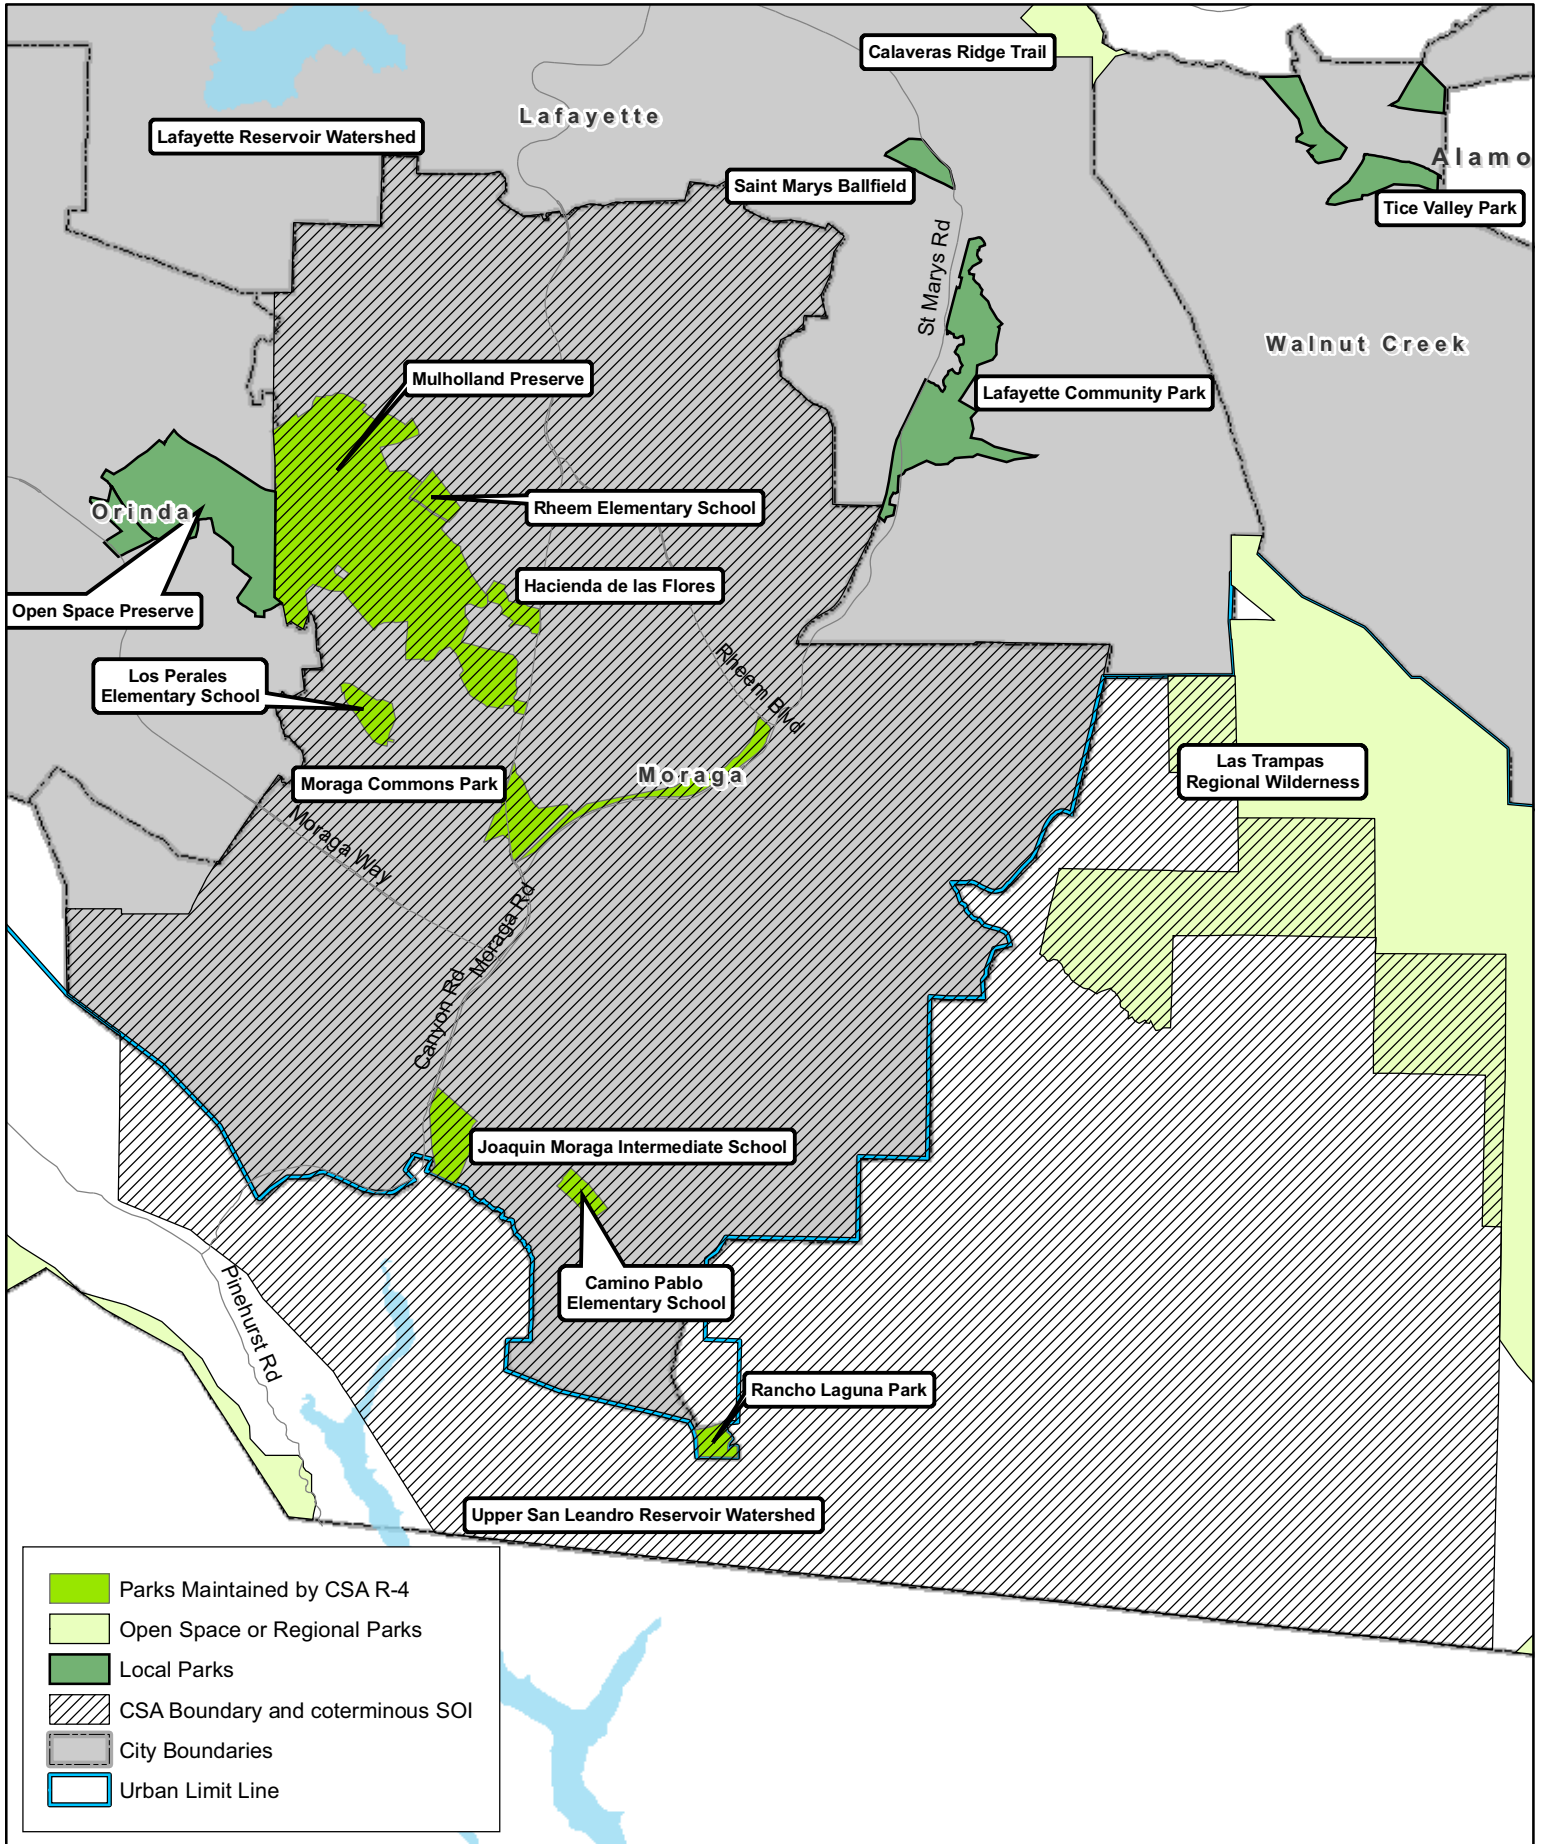 Calaveras Ridge Trail
Lafayette
Lafayette Reservoir Watershed
Alamo
Saint Marys Ballfield
Tice Valley Park
St Marys Rd
Walnut Creek
Mulholland Preserve
Lafayette Community Park
Rheem Elementary School
Orinda
Hacienda de las Flores
Open Space Preserve
Los Perales
Elementary School
Rheem Blvd
Las Trampas
Regional Wilderness
Moraga
Moraga Commons Park
Moraga Way
Moraga Rd
Canyon Rd
Joaquin Moraga Intermediate School
Camino Pablo
Elementary School
Pinehurst Rd
Rancho Laguna Park
Upper San Leandro Reservoir Watershed
Parks Maintained by CSA R-4
Open Space or Regional Parks
Local Parks
CSA Boundary and coterminous SOI
City Boundaries
Urban Limit Line